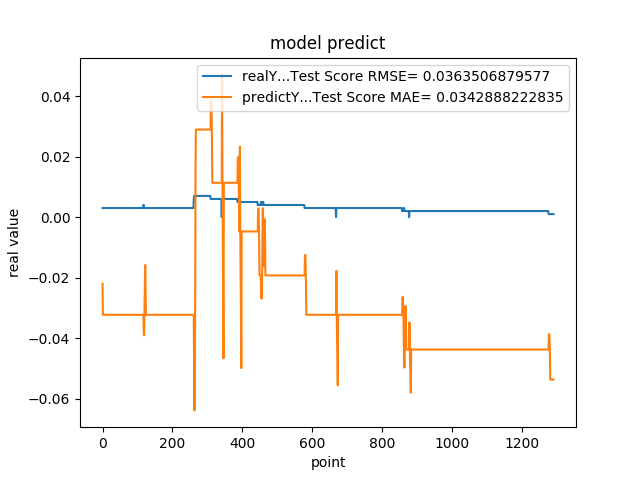 model predict
realY...Test Score RMSE= 0.0363506879577
predictY...Test Score MAE= 0.0342888222835
0.04
0.02
0.00
−0.02
−0.04
−0.06
real value
0 200 400 600 800 1000 1200
point